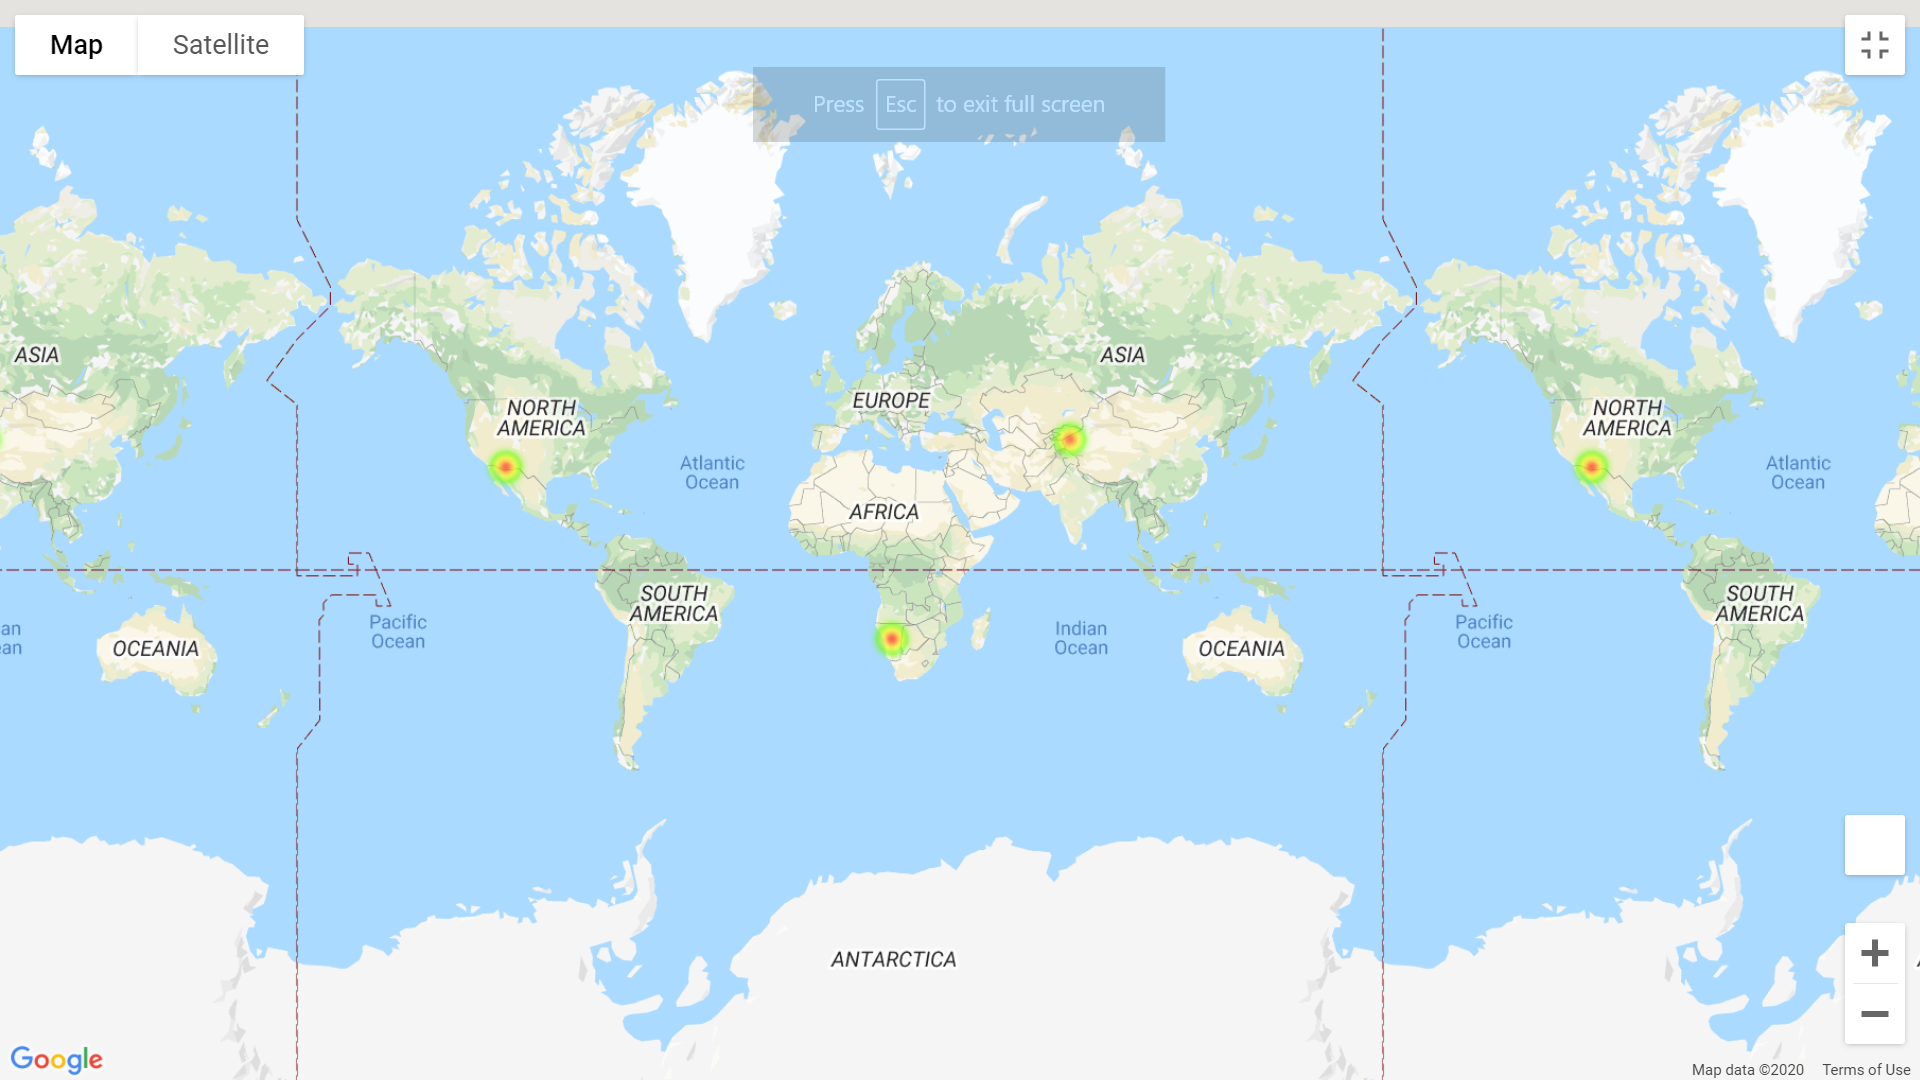 Map
Satellite
Press Esc to exit full screen
ASIA
NORTH
AMERICA
EUROPE
ASIA
NORTH
AMERICA
Atlantic
Ocean
Atlantic
Ocean
AFRICA
SOUTH
AMERICA
SOUTH
AMERICA
an
ean
OCEANIA
Pacific
Ocean
Indian
Ocean
OCEANIA
Pacific
Ocean
ANTARCTICA
Google
Map data ©2020
Terms of Use